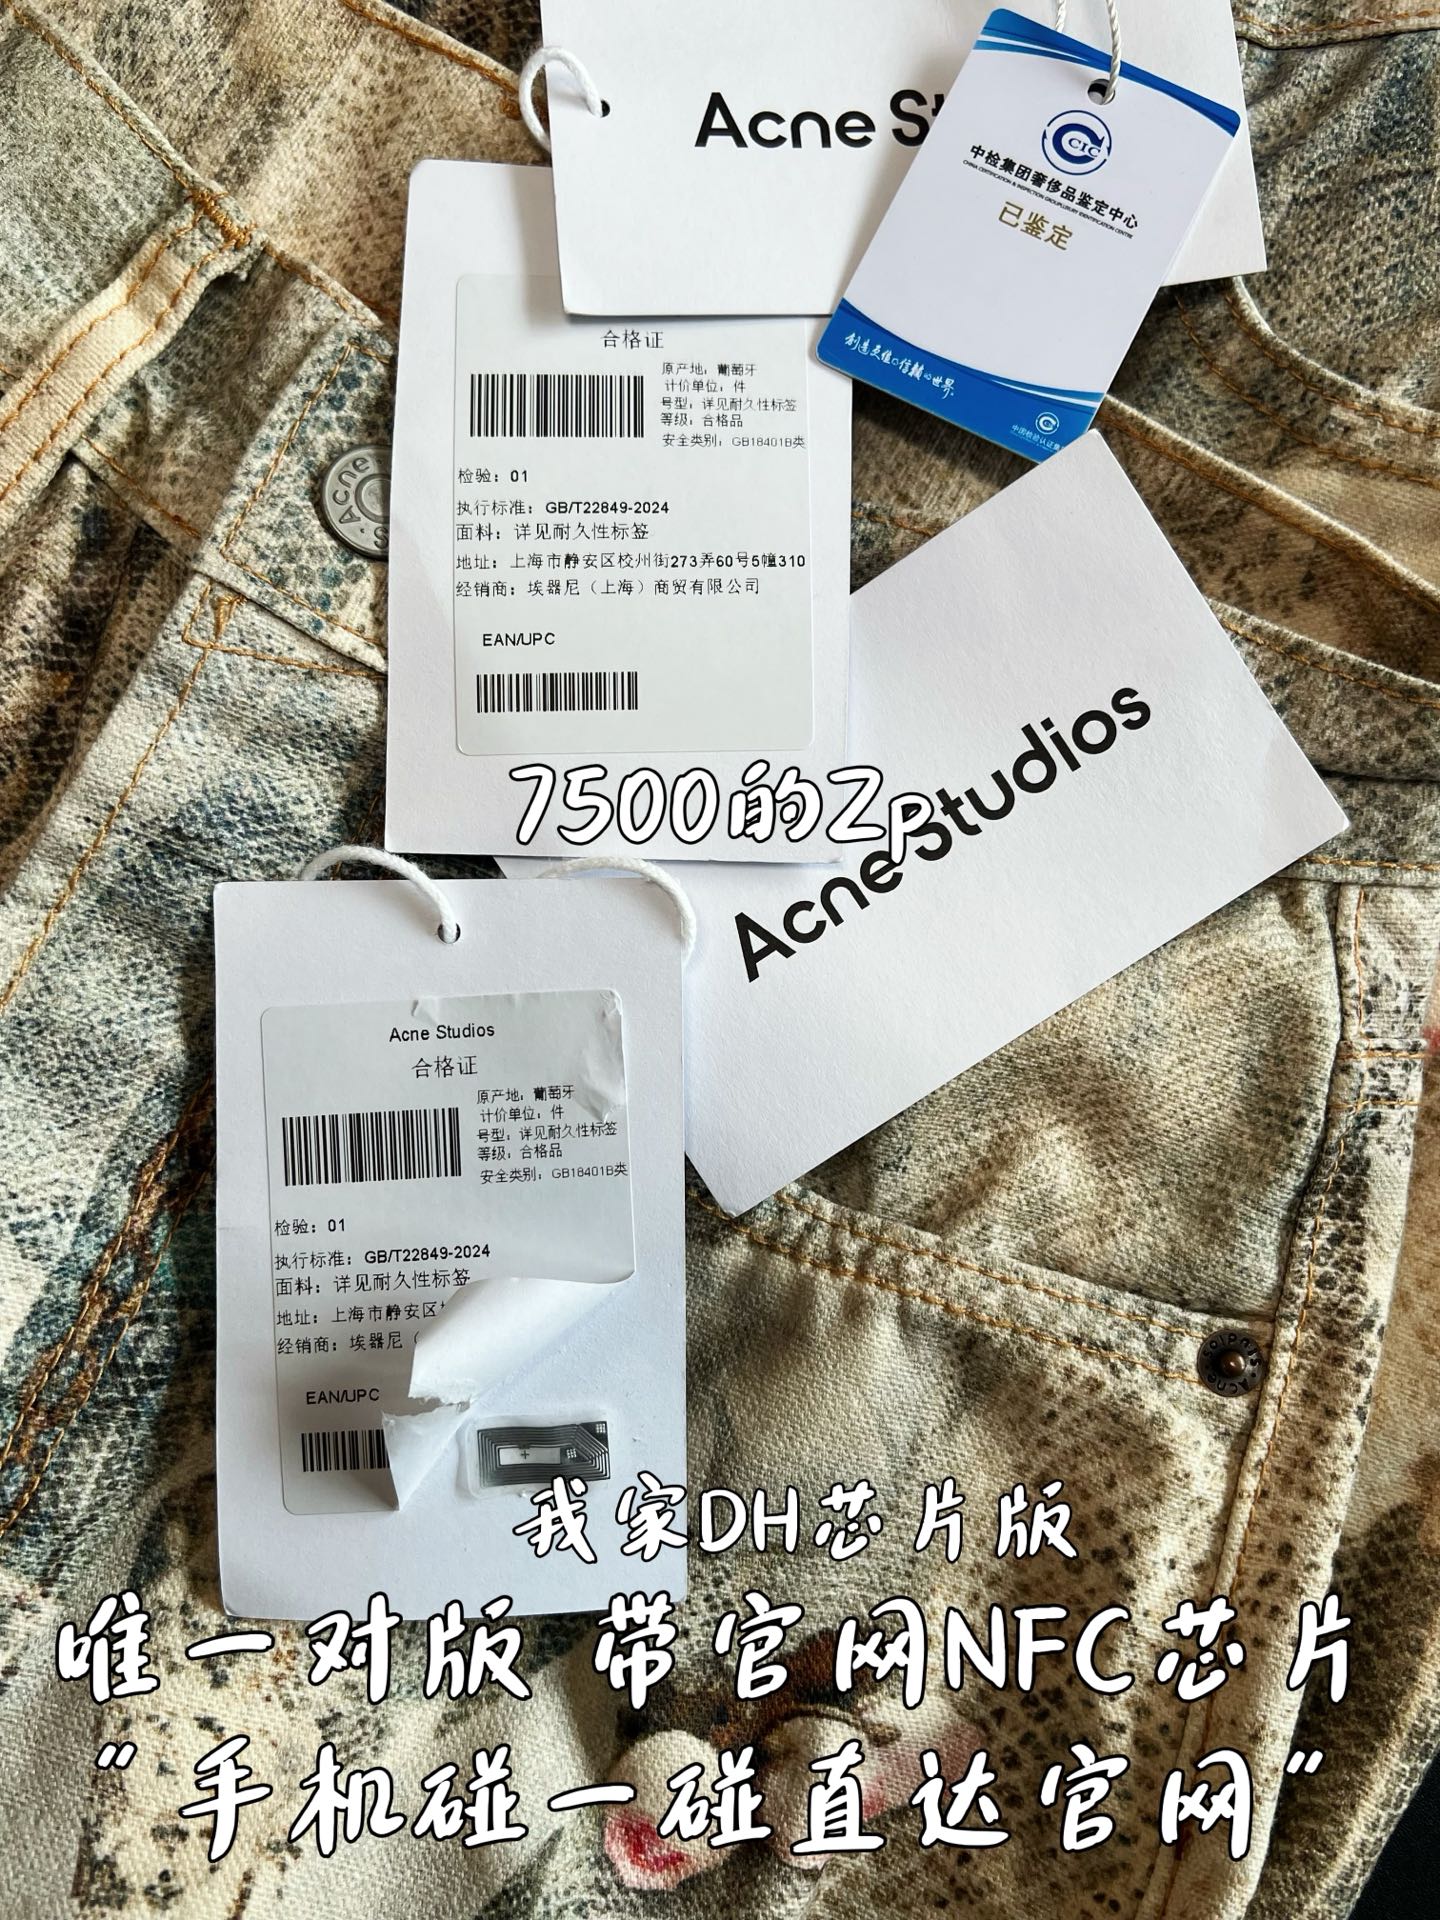 Acne St
CCIC
中检集团奢侈品鉴定中心
CHINA CERTIFICATION & INSPECTION GROUP LUXURY IDENTIFICATION CENTRE
已鉴定
合格证
原产地：葡萄牙
计价单位：件
号型：详见耐久性标签
等级：合格品
安全类别：GB18401B类
检验：01
执行标准：GB/T22849-2024
面料：详见耐久性标签
地址：上海市静安区校州街273弄60号5幢310
经销商：埃器尼（上海）商贸有限公司
EAN/UPC
7500的Zp
Acne Studios
Acne Studios
合格证
原产地：葡萄牙
计价单位：件
号型：详见耐久性标签
等级：合格品
安全类别：GB18401B类
检验：01
执行标准：GB/T22849-2024
面料：详见耐久性标签
地址：上海市静安区
经销商：埃器尼（
EAN/UPC
Acne Studios
我家DH芯片版
唯一对版 带官网NFC芯片
"手机碰一碰直达官网"